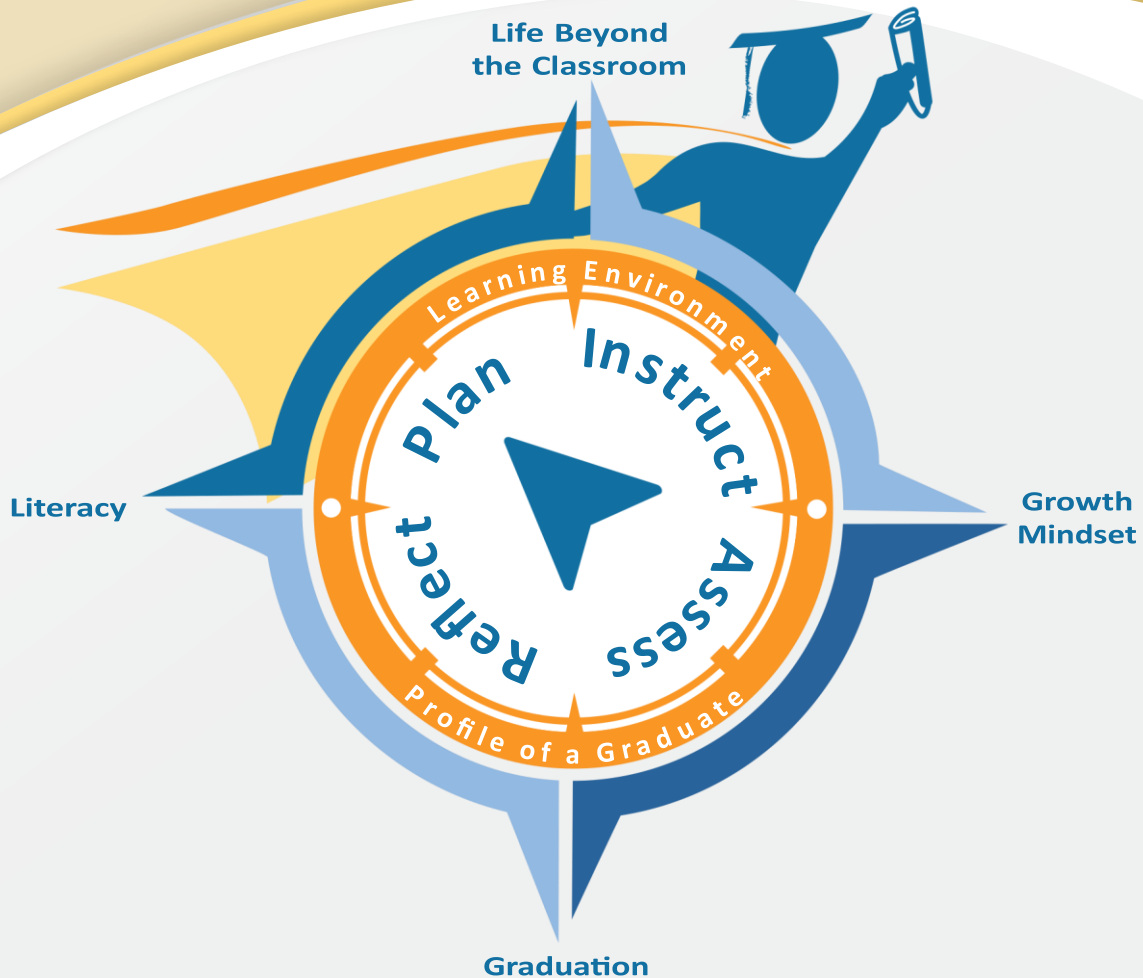 Life Beyond
the Classroom
Learning Environment
Plan
Instruct
Literacy
Growth
Mindset
Reflect
Assess
Profile of a Graduate
Graduation